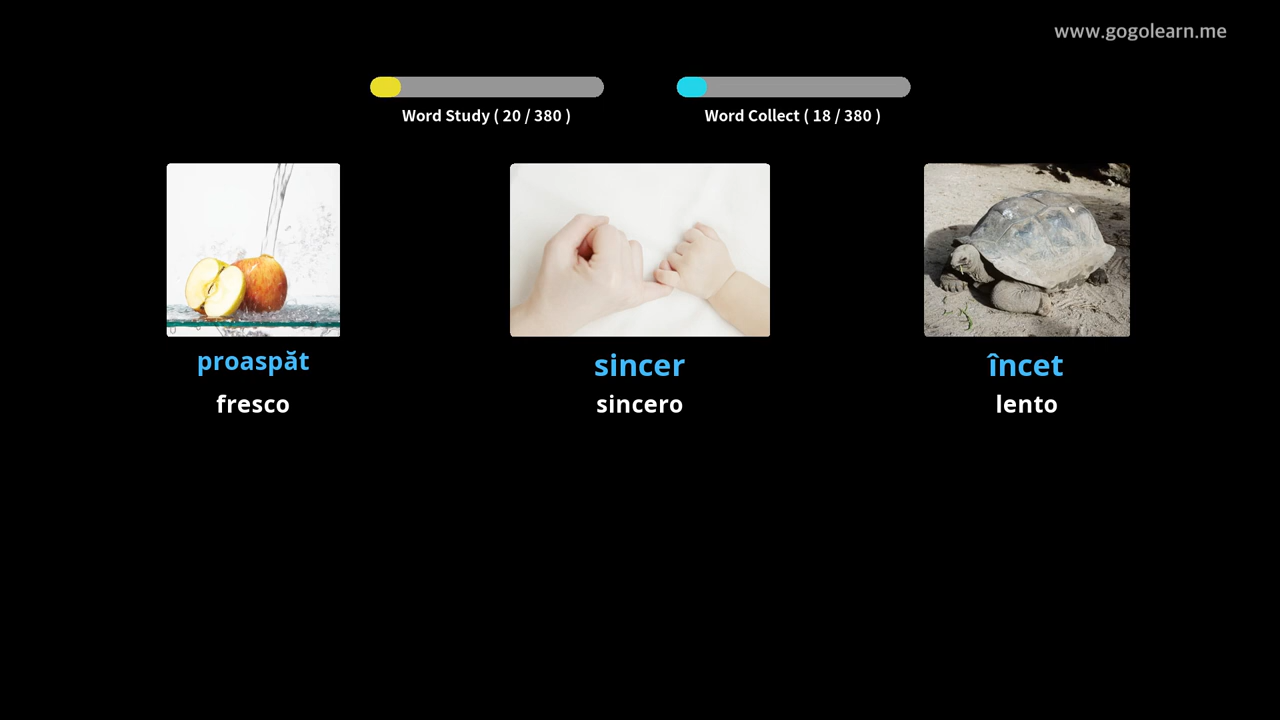 www.gogolearn.me
Word Study ( 20 / 380 )
Word Collect ( 18 / 380 )
proaspăt
fresco
sincer
sincero
încet
lento